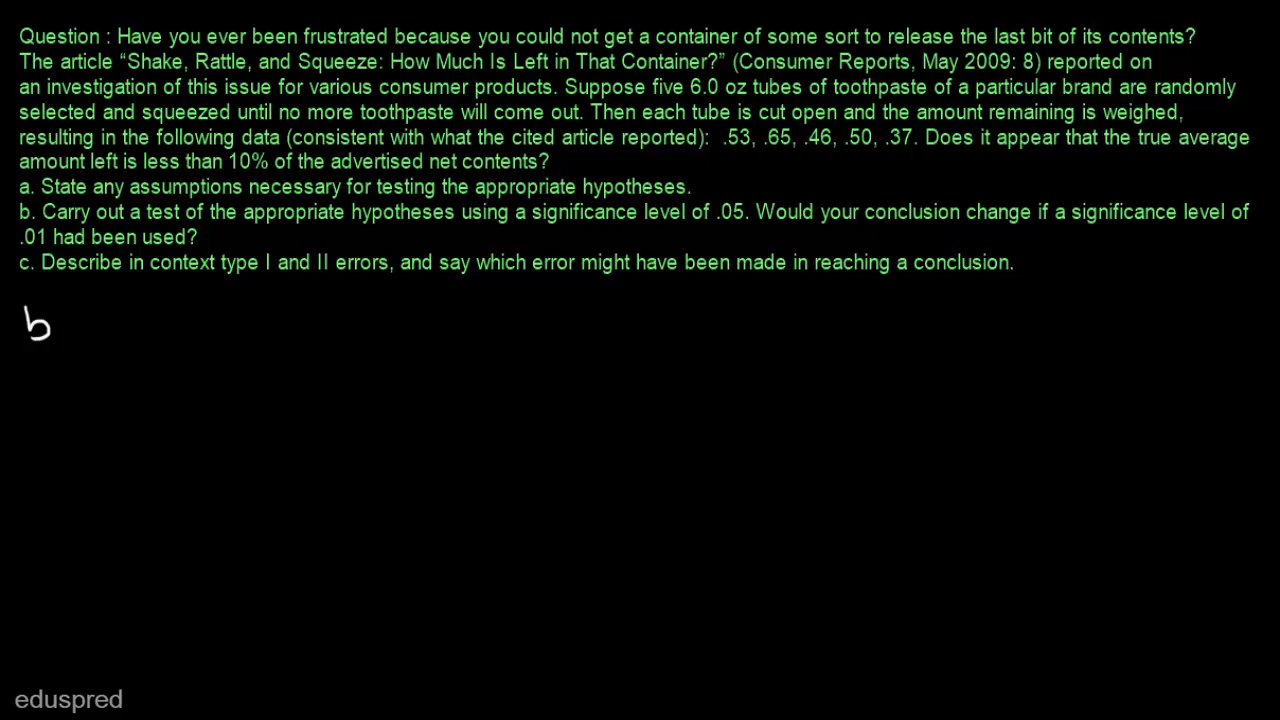 Question : Have you ever been frustrated because you could not get a container of some sort to release the last bit of its contents?
The article “Shake, Rattle, and Squeeze: How Much Is Left in That Container?” (Consumer Reports, May 2009: 8) reported on
an investigation of this issue for various consumer products. Suppose five 6.0 oz tubes of toothpaste of a particular brand are randomly
selected and squeezed until no more toothpaste will come out. Then each tube is cut open and the amount remaining is weighed,
resulting in the following data (consistent with what the cited article reported): .53, .65, .46, .50, .37. Does it appear that the true average
amount left is less than 10% of the advertised net contents?
a. State any assumptions necessary for testing the appropriate hypotheses.
b. Carry out a test of the appropriate hypotheses using a significance level of .05. Would your conclusion change if a significance level of
.01 had been used?
c. Describe in context type I and II errors, and say which error might have been made in reaching a conclusion.
b
eduspred